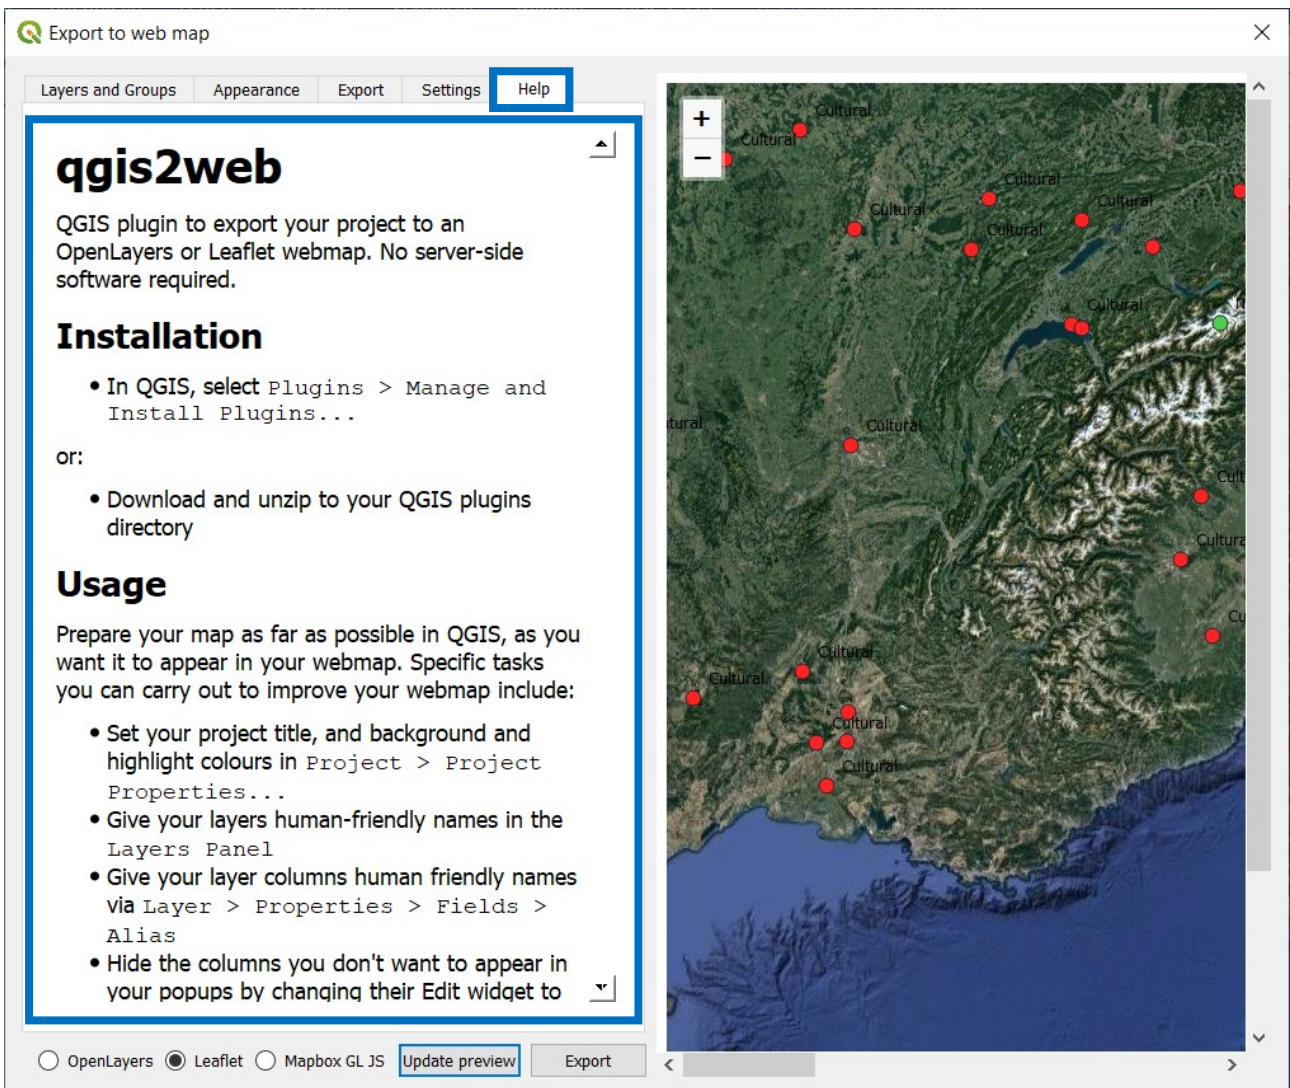 Export to web map
Layers and Groups
Appearance
Export
Settings
Help
qgis2web
QGIS plugin to export your project to an
OpenLayers or Leaflet webmap. No server-side
software required.
Installation
• In QGIS, select Plugins > Manage and
Install Plugins...
or:
• Download and unzip to your QGIS plugins
directory
Usage
Prepare your map as far as possible in QGIS, as you
want it to appear in your webmap. Specific tasks
you can carry out to improve your webmap include:
• Set your project title, and background and
highlight colours in Project > Project
Properties...
• Give your layers human-friendly names in the
Layers Panel
• Give your layer columns human friendly names
via Layer > Properties > Fields >
Alias
• Hide the columns you don't want to appear in
your popups by changing their Edit widget to
OpenLayers
Leaflet
Mapbox GL JS
Update preview
Export
+
−
Cultural
Cultural
Cultural
Cultural
Cultural
Cultural
Cultural
N
tural
Cultural
Cult
Cultura
Cu
Cultural
Cultural
Cultural
Cultural